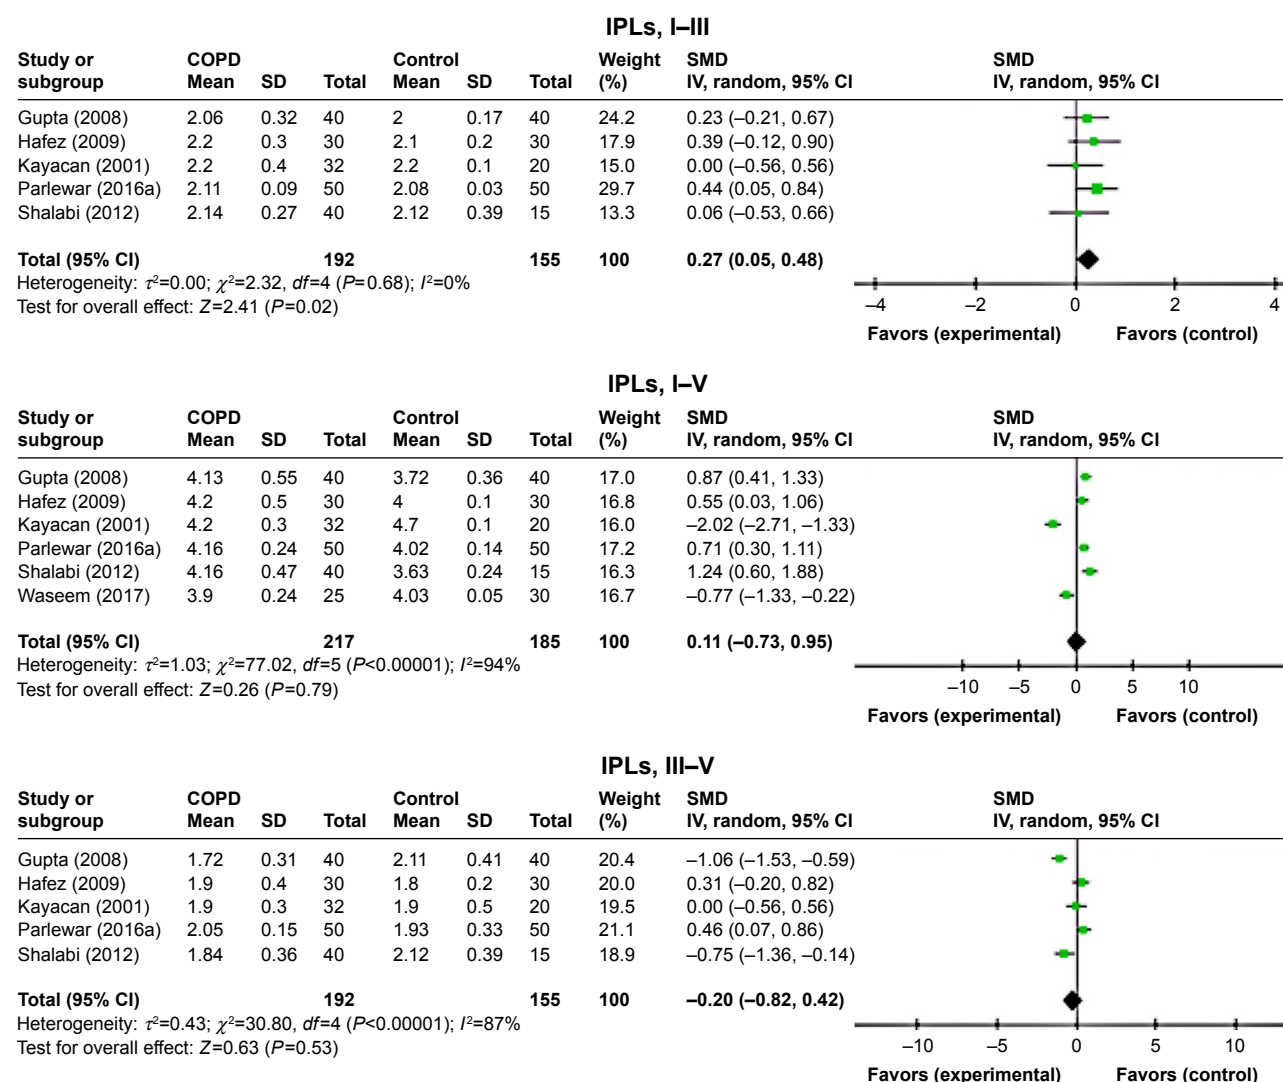 IPLs, I–III
Study or COPD Control Weight SMD SMD
subgroup Mean SD Total Mean SD Total (%) IV, random, 95% CI IV, random, 95% CI
Gupta (2008) 2.06 0.32 40 2 0.17 40 24.2 0.23 (–0.21, 0.67)
Hafez (2009) 2.2 0.3 30 2.1 0.2 30 17.9 0.39 (–0.12, 0.90)
Kayacan (2001) 2.2 0.4 32 2.2 0.1 20 15.0 0.00 (–0.56, 0.56)
Parlewar (2016a) 2.11 0.09 50 2.08 0.03 50 29.7 0.44 (0.05, 0.84)
Shalabi (2012) 2.14 0.27 40 2.12 0.39 15 13.3 0.06 (–0.53, 0.66)
Total (95% CI) 192 155 100 0.27 (0.05, 0.48)
Heterogeneity: τ²=0.00; χ²=2.32, df=4 (P=0.68); I²=0%
Test for overall effect: Z=2.41 (P=0.02)
–4 –2 0 2 4
Favors (experimental) Favors (control)
IPLs, I–V
Study or COPD Control Weight SMD SMD
subgroup Mean SD Total Mean SD Total (%) IV, random, 95% CI IV, random, 95% CI
Gupta (2008) 4.13 0.55 40 3.72 0.36 40 17.0 0.87 (0.41, 1.33)
Hafez (2009) 4.2 0.5 30 4 0.1 30 16.8 0.55 (0.03, 1.06)
Kayacan (2001) 4.2 0.3 32 4.7 0.1 20 16.0 –2.02 (–2.71, –1.33)
Parlewar (2016a) 4.16 0.24 50 4.02 0.14 50 17.2 0.71 (0.30, 1.11)
Shalabi (2012) 4.16 0.47 40 3.63 0.24 15 16.3 1.24 (0.60, 1.88)
Waseem (2017) 3.9 0.24 25 4.03 0.05 30 16.7 –0.77 (–1.33, –0.22)
Total (95% CI) 217 185 100 0.11 (–0.73, 0.95)
Heterogeneity: τ²=1.03; χ²=77.02, df=5 (P<0.00001); I²=94%
Test for overall effect: Z=0.26 (P=0.79)
–10 –5 0 5 10
Favors (experimental) Favors (control)
IPLs, III–V
Study or COPD Control Weight SMD SMD
subgroup Mean SD Total Mean SD Total (%) IV, random, 95% CI IV, random, 95% CI
Gupta (2008) 1.72 0.31 40 2.11 0.41 40 20.4 –1.06 (–1.53, –0.59)
Hafez (2009) 1.9 0.4 30 1.8 0.2 30 20.0 0.31 (–0.20, 0.82)
Kayacan (2001) 1.9 0.3 32 1.9 0.5 20 19.5 0.00 (–0.56, 0.56)
Parlewar (2016a) 2.05 0.15 50 1.93 0.33 50 21.1 0.46 (0.07, 0.86)
Shalabi (2012) 1.84 0.36 40 2.12 0.39 15 18.9 –0.75 (–1.36, –0.14)
Total (95% CI) 192 155 100 –0.20 (–0.82, 0.42)
Heterogeneity: τ²=0.43; χ²=30.80, df=4 (P<0.00001); I²=87%
Test for overall effect: Z=0.63 (P=0.53)
–10 –5 0 5 10
Favors (experimental) Favors (control)